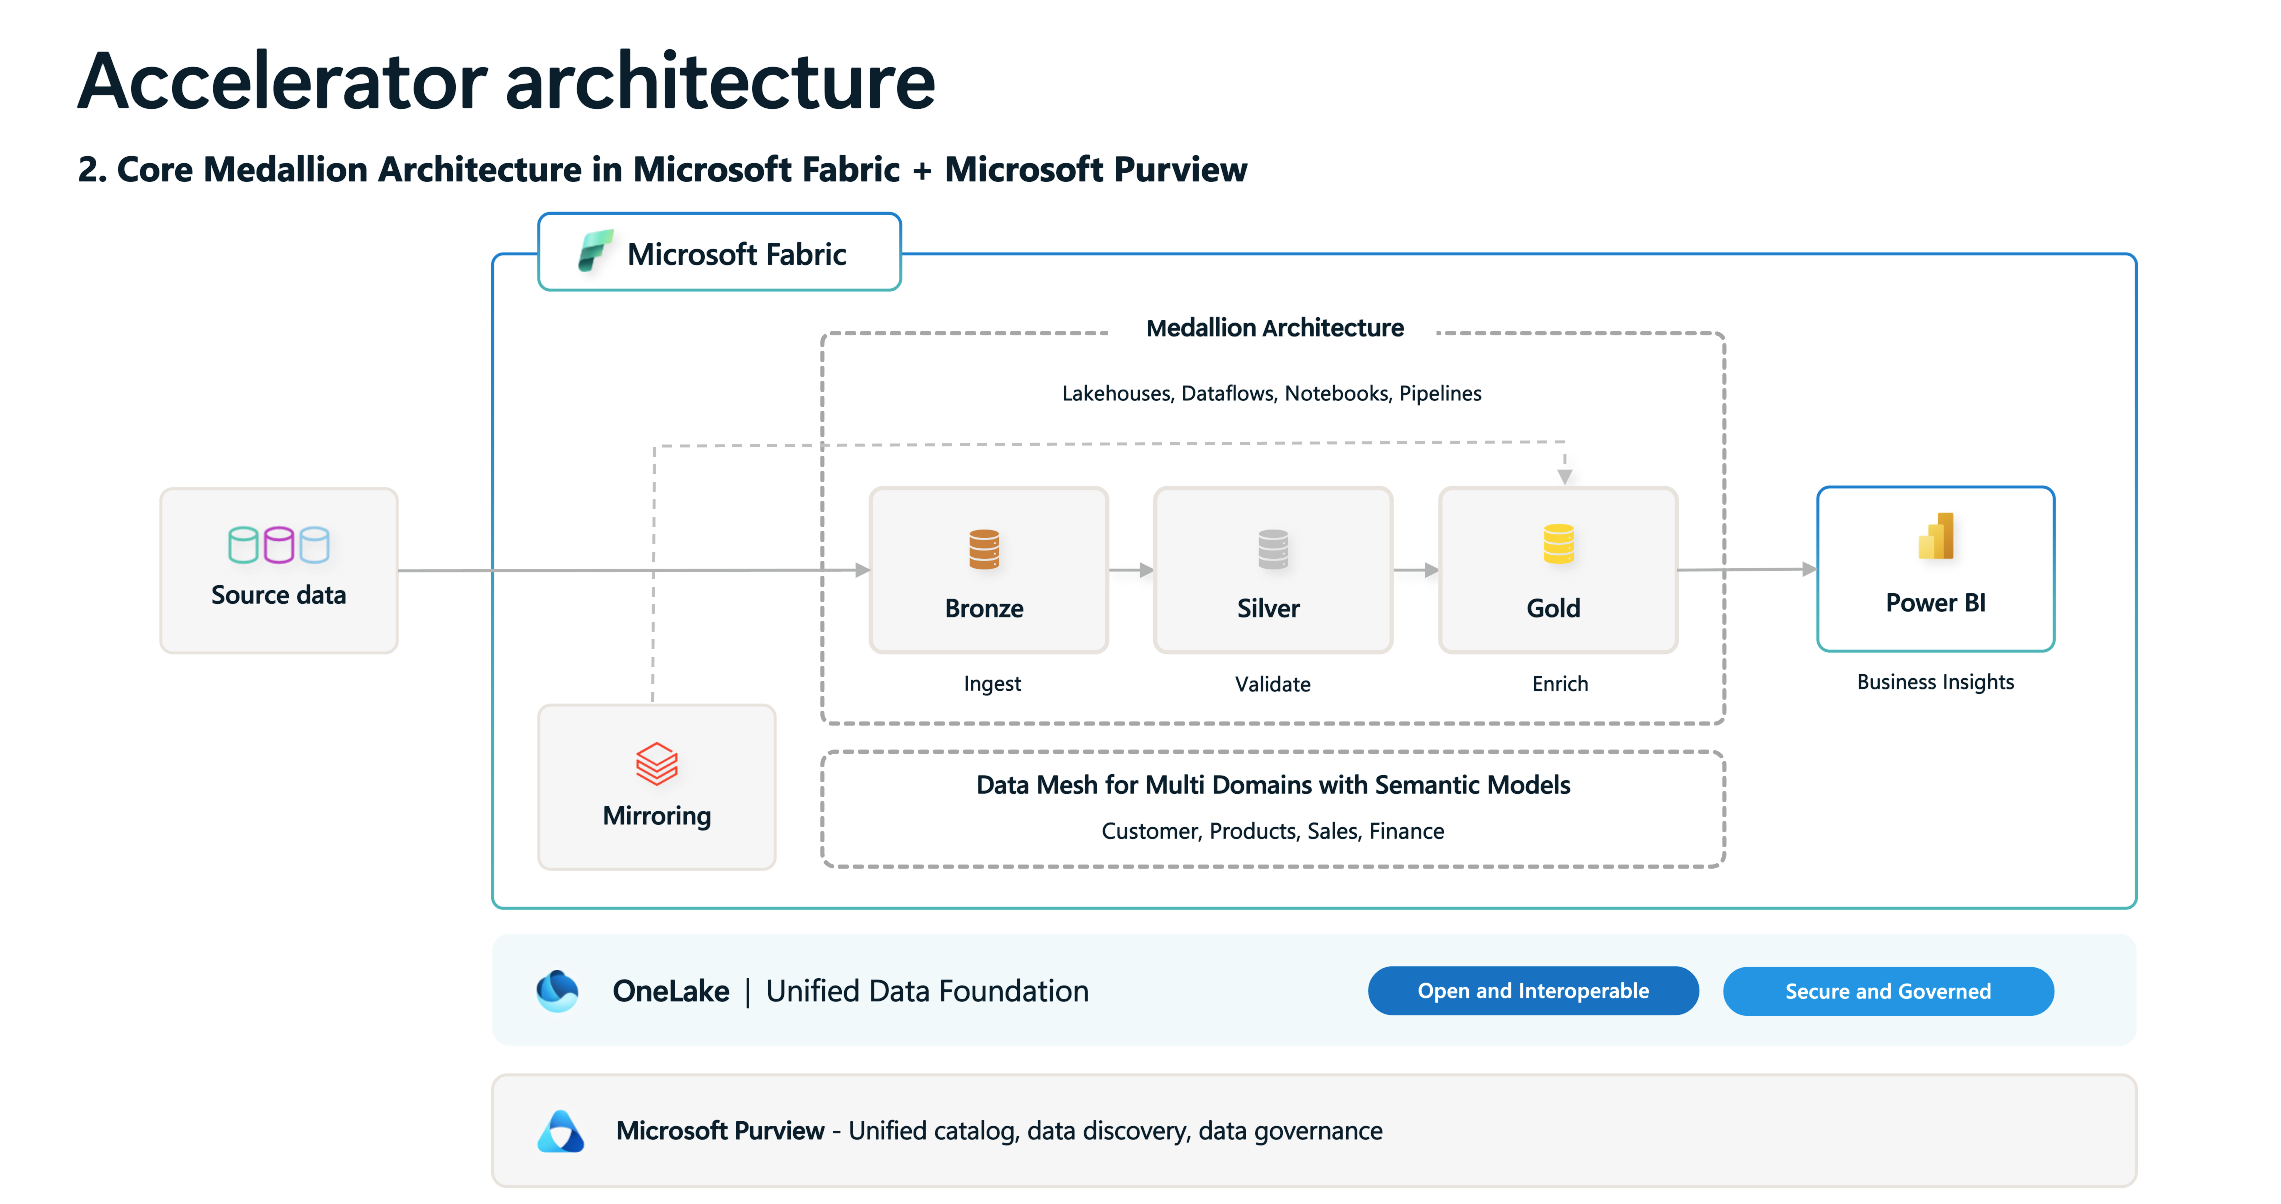 Accelerator architecture
2. Core Medallion Architecture in Microsoft Fabric + Microsoft Purview
Microsoft Fabric
Medallion Architecture
Lakehouses, Dataflows, Notebooks, Pipelines
Source data
Bronze
Silver
Gold
Power BI
Ingest
Validate
Enrich
Business Insights
Mirroring
Data Mesh for Multi Domains with Semantic Models
Customer, Products, Sales, Finance
OneLake | Unified Data Foundation
Open and Interoperable
Secure and Governed
Microsoft Purview - Unified catalog, data discovery, data governance